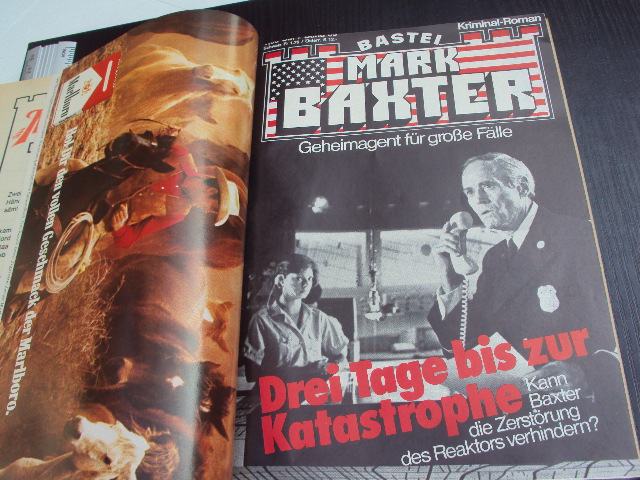 Kriminal-Roman
BASTEI
MARK
BAXTER
Geheimagent für große Fälle
Drei Tage bis zur
Katastrophe
Kann
Baxter
die Zerstörung
des Reaktors verhindern?
Marlboro
den vollen Geschmack der Marlboro.
Zwei